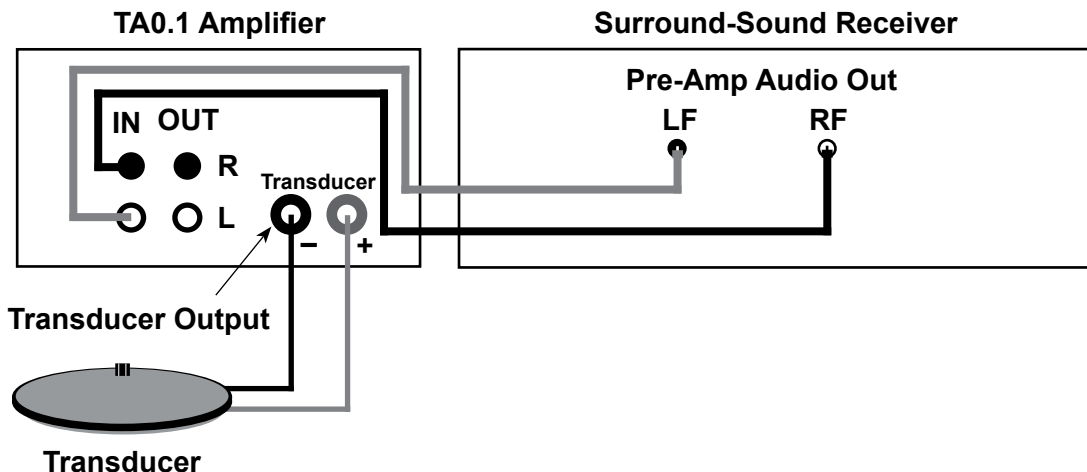 TA0.1 Amplifier
Surround-Sound Receiver
Pre-Amp Audio Out
LF RF
IN OUT
R
Transducer
L
– +
Transducer Output
Transducer